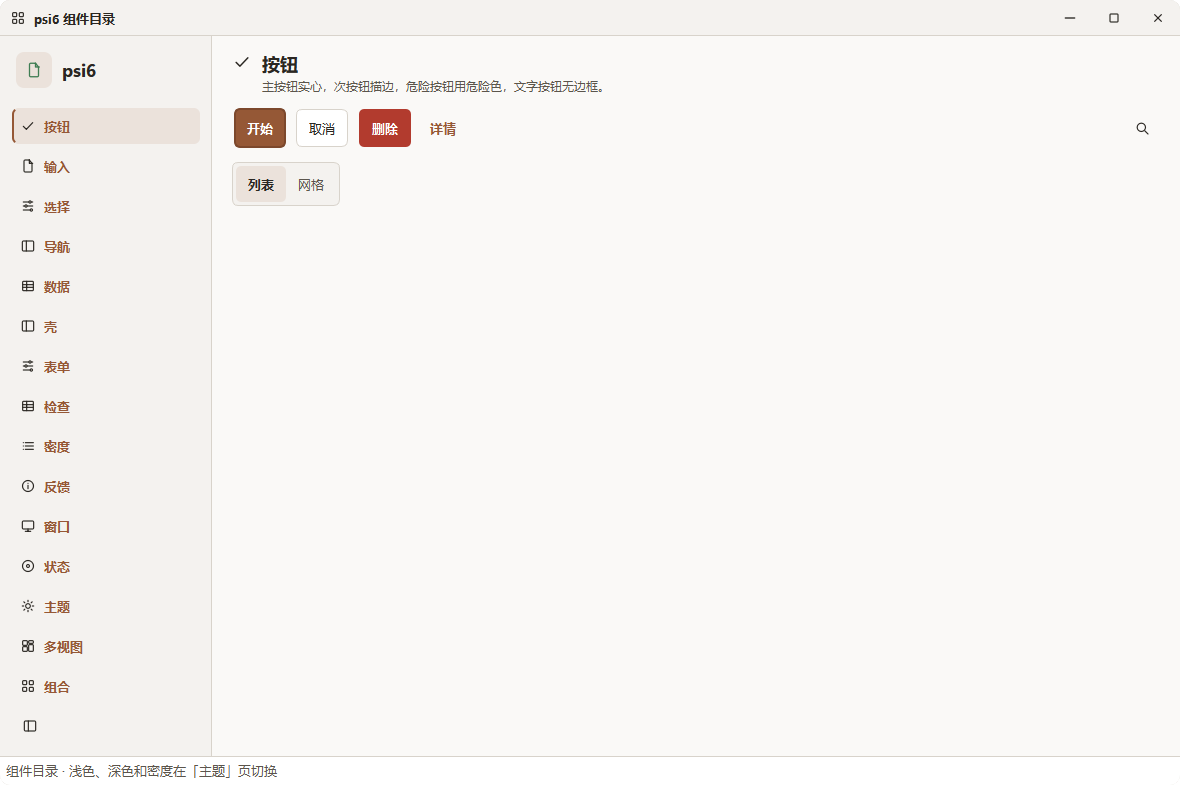 psi6 组件目录
psi6
按钮
输入
选择
导航
数据
壳
表单
检查
密度
反馈
窗口
状态
主题
多视图
组合
按钮
主按钮实心，次按钮描边，危险按钮用危险色，文字按钮无边框。
开始 取消 删除 详情
列表 网格
组件目录 · 浅色、深色和密度在「主题」页切换